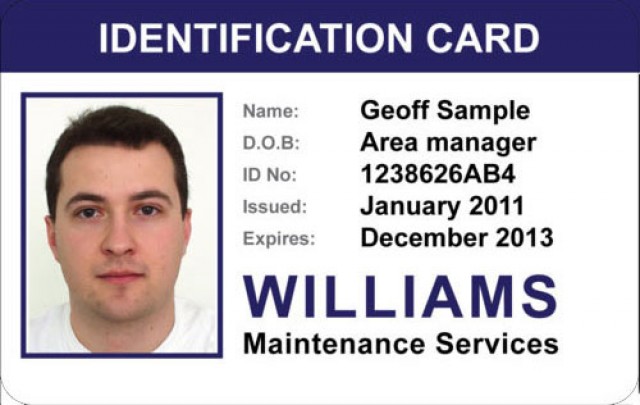 IDENTIFICATION CARD
Name: Geoff Sample
D.O.B: Area manager
ID No: 1238626AB4
Issued: January 2011
Expires: December 2013
WILLIAMS
Maintenance Services